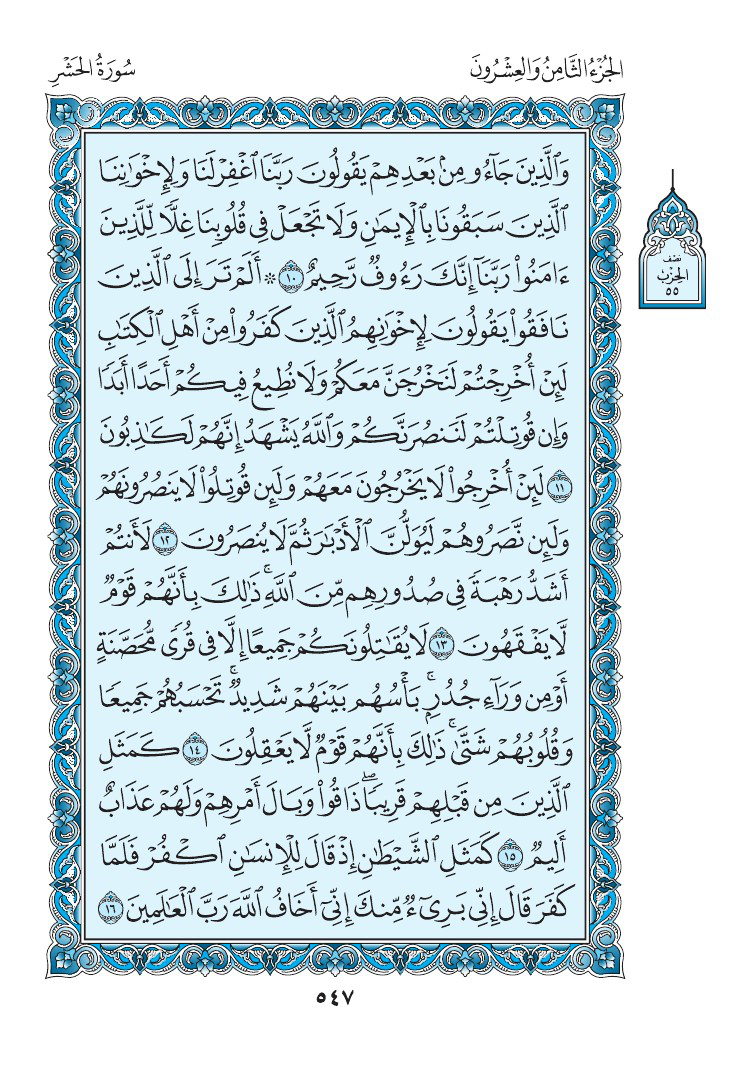 الجُزْءُ الثَّامِنُ وَالعِشْرُونَ
سُورَةُ الحَشْرِ
وَٱلَّذِينَ جَآءُو مِنۢ بَعْدِهِمْ يَقُولُونَ رَبَّنَا ٱغْفِرْ لَنَا وَلِإِخْوَٰنِنَا
ٱلَّذِينَ سَبَقُونَا بِٱلْإِيمَٰنِ وَلَا تَجْعَلْ فِى قُلُوبِنَا غِلًّا لِّلَّذِينَ
ءَامَنُوا۟ رَبَّنَآ إِنَّكَ رَءُوفٌ رَّحِيمٌ ١٠ ۞ أَلَمْ تَرَ إِلَى ٱلَّذِينَ
نَافَقُوا۟ يَقُولُونَ لِإِخْوَٰنِهِمُ ٱلَّذِينَ كَفَرُوا۟ مِنْ أَهْلِ ٱلْكِتَٰبِ
لَئِنْ أُخْرِجْتُمْ لَنَخْرُجَنَّ مَعَكُمْ وَلَا نُطِيعُ فِيكُمْ أَحَدًا أَبَدًا
وَإِن قُوتِلْتُمْ لَنَنصُرَنَّكُمْ وَٱللَّهُ يَشْهَدُ إِنَّهُمْ لَكَٰذِبُونَ
١١ لَئِنْ أُخْرِجُوا۟ لَا يَخْرُجُونَ مَعَهُمْ وَلَئِن قُوتِلُوا۟ لَا يَنصُرُونَهُمْ
وَلَئِن نَّصَرُوهُمْ لَيُوَلُّنَّ ٱلْأَدْبَٰرَ ثُمَّ لَا يُنصَرُونَ ١٢ لَأَنتُمْ
أَشَدُّ رَهْبَةً فِى صُدُورِهِم مِّنَ ٱللَّهِ ۚ ذَٰلِكَ بِأَنَّهُمْ قَوْمٌ
لَّا يَفْقَهُونَ ١٣ لَا يُقَٰتِلُونَكُمْ جَمِيعًا إِلَّا فِى قُرًى مُّحَصَّنَةٍ
أَوْ مِن وَرَآءِ جُدُرٍۭ ۚ بَأْسُهُم بَيْنَهُمْ شَدِيدٌ ۚ تَحْسَبُهُمْ جَمِيعًا
وَقُلُوبُهُمْ شَتَّىٰ ۚ ذَٰلِكَ بِأَنَّهُمْ قَوْمٌ لَّا يَعْقِلُونَ ١٤ كَمَثَلِ
ٱلَّذِينَ مِن قَبْلِهِمْ قَرِيبًا ۖ ذَاقُوا۟ وَبَالَ أَمْرِهِمْ وَلَهُمْ عَذَابٌ
أَلِيمٌ ١٥ كَمَثَلِ ٱلشَّيْطَٰنِ إِذْ قَالَ لِلْإِنسَٰنِ ٱكْفُرْ فَلَمَّا
كَفَرَ قَالَ إِنِّى بَرِىٓءٌ مِّنكَ إِنِّىٓ أَخَافُ ٱللَّهَ رَبَّ ٱلْعَٰلَمِينَ ١٦
نصْف
الحِزْبِ
٥٥
٥٤٧